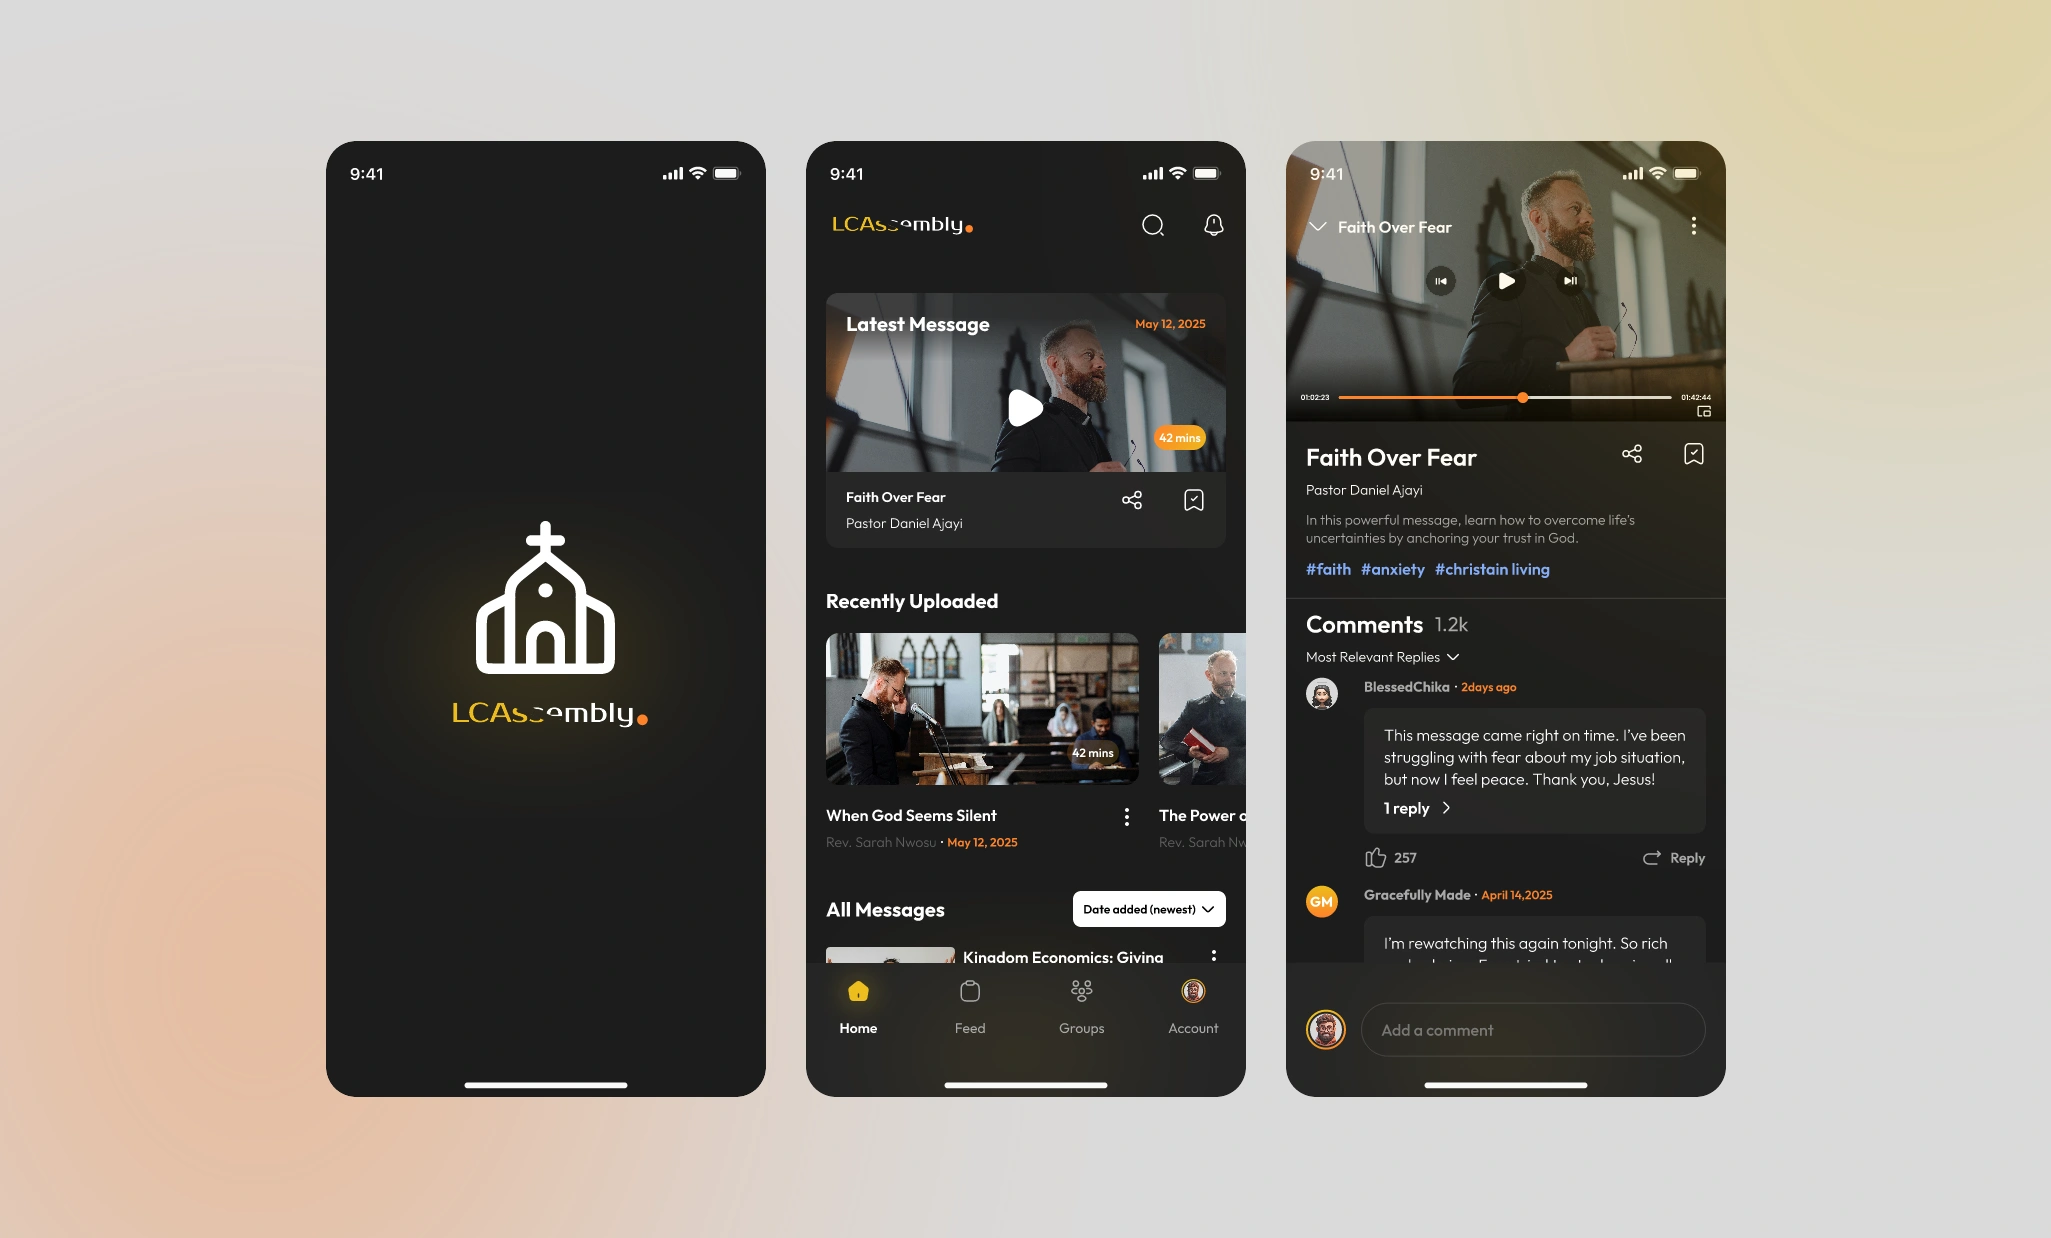 9:41
LCAssembly.
9:41
LCAssembly.
Latest Message
May 12, 2025
42 mins
Faith Over Fear
Pastor Daniel Ajayi
Recently Uploaded
42 mins
When God Seems Silent
Rev. Sarah Nwosu • May 12, 2025
The Power
Rev. Sarah Nw
All Messages
Date added (newest)
Kingdom Economics: Giving
Home
Feed
Groups
Account
9:41
Faith Over Fear
01:02:23
01:42:44
Faith Over Fear
Pastor Daniel Ajayi
In this powerful message, learn how to overcome life's
uncertainties by anchoring your trust in God.
#faith #anxiety #christain living
Comments 1.2k
Most Relevant Replies
BlessedChika • 2days ago
This message came right on time. I've been
struggling with fear about my job situation,
but now I feel peace. Thank you, Jesus!
1 reply
257
Reply
GM
Gracefully Made • April 14,2025
I'm rewatching this again tonight. So rich
Add a comment